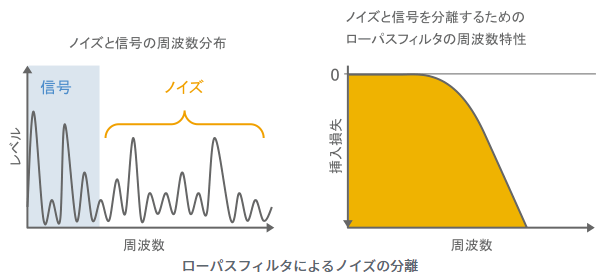 ノイズと信号の周波数分布
信号
ノイズ
レベル
周波数
ノイズと信号を分離するための
ローパスフィルタの周波数特性
0
挿入損失
周波数
ローパスフィルタによるノイズの分離